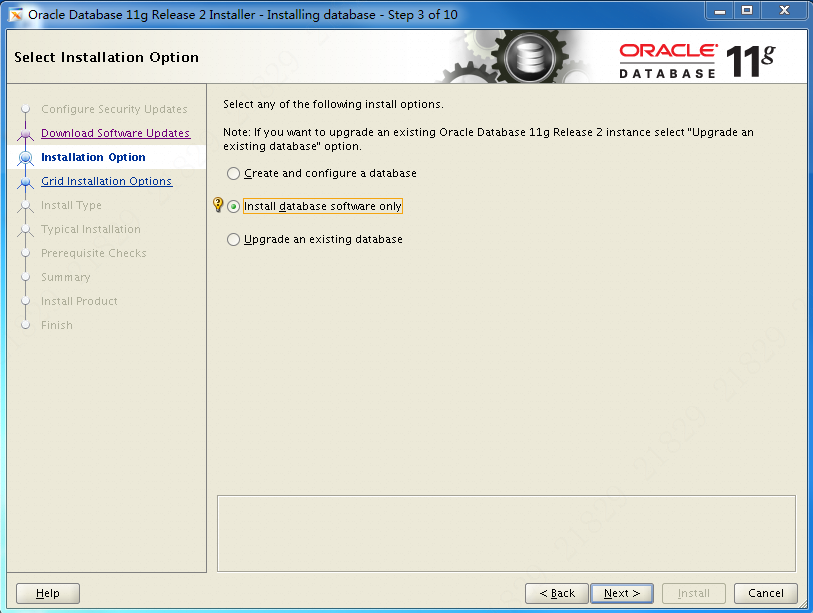 Oracle Database 11g Release 2 Installer - Installing database - Step 3 of 10
Select Installation Option
ORACLE
DATABASE 11g
Configure Security Updates
Download Software Updates
Installation Option
Grid Installation Options
Install Type
Typical Installation
Prerequisite Checks
Summary
Install Product
Finish
Select any of the following install options.
Note: If you want to upgrade an existing Oracle Database 11g Release 2 instance select "Upgrade an
existing database" option.
Create and configure a database
Install database software only
Upgrade an existing database
Help
< Back
Next >
Install
Cancel